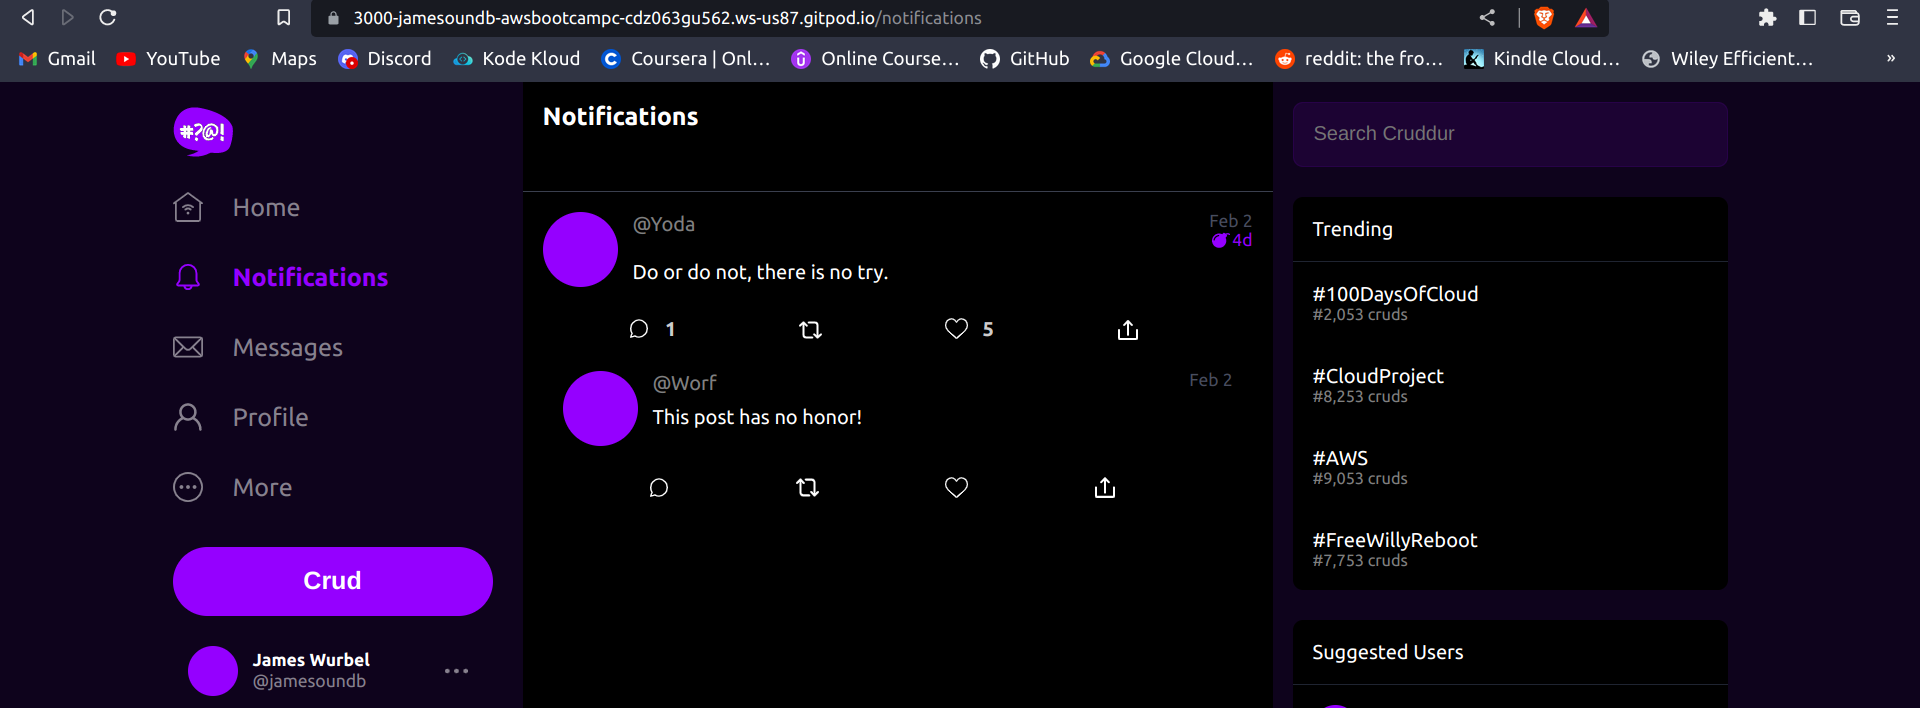 3000-jamesoundb-awsbootcampc-cdz063gu562.ws-us87.gitpod.io/notifications
Gmail YouTube Maps Discord Kode Kloud Coursera | Onl... Online Course... GitHub Google Cloud... reddit: the fro... Kindle Cloud... Wiley Efficient... »
#?@!
Home
Notifications
Messages
Profile
More
Crud
James Wurbel
@jamesoundb
Notifications
@Yoda
Feb 2
4d
Do or do not, there is no try.
1 5
@Worf
Feb 2
This post has no honor!
Search Cruddur
Trending
#100DaysOfCloud
#2,053 cruds
#CloudProject
#8,253 cruds
#AWS
#9,053 cruds
#FreeWillyReboot
#7,753 cruds
Suggested Users